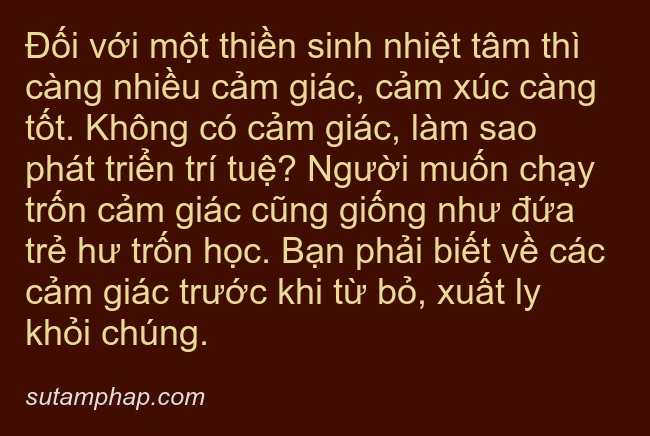 Đối với một thiền sinh nhiệt tâm thì
càng nhiều cảm giác, cảm xúc càng
tốt. Không có cảm giác, làm sao
phát triển trí tuệ? Người muốn chạy
trốn cảm giác cũng giống như đứa
trẻ hư trốn học. Bạn phải biết về các
cảm giác trước khi từ bỏ, xuất ly
khỏi chúng.
sutamphap.com